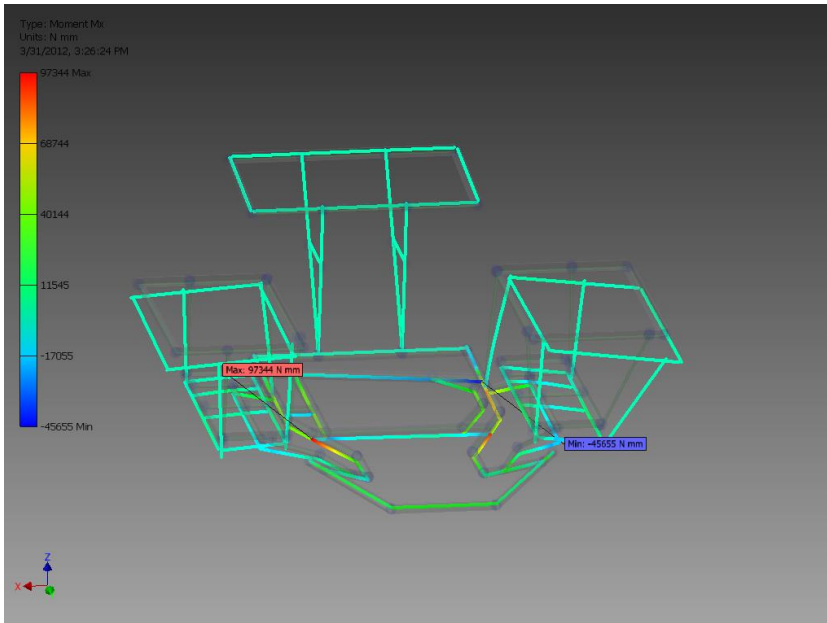 Type: Moment Mx
Units: N mm
3/31/2012, 3:26:24 PM
97344 Max
68744
40144
11545
-17055
-45655 Min
Max: 97344 N mm
Min: -45655 N mm
Z
X